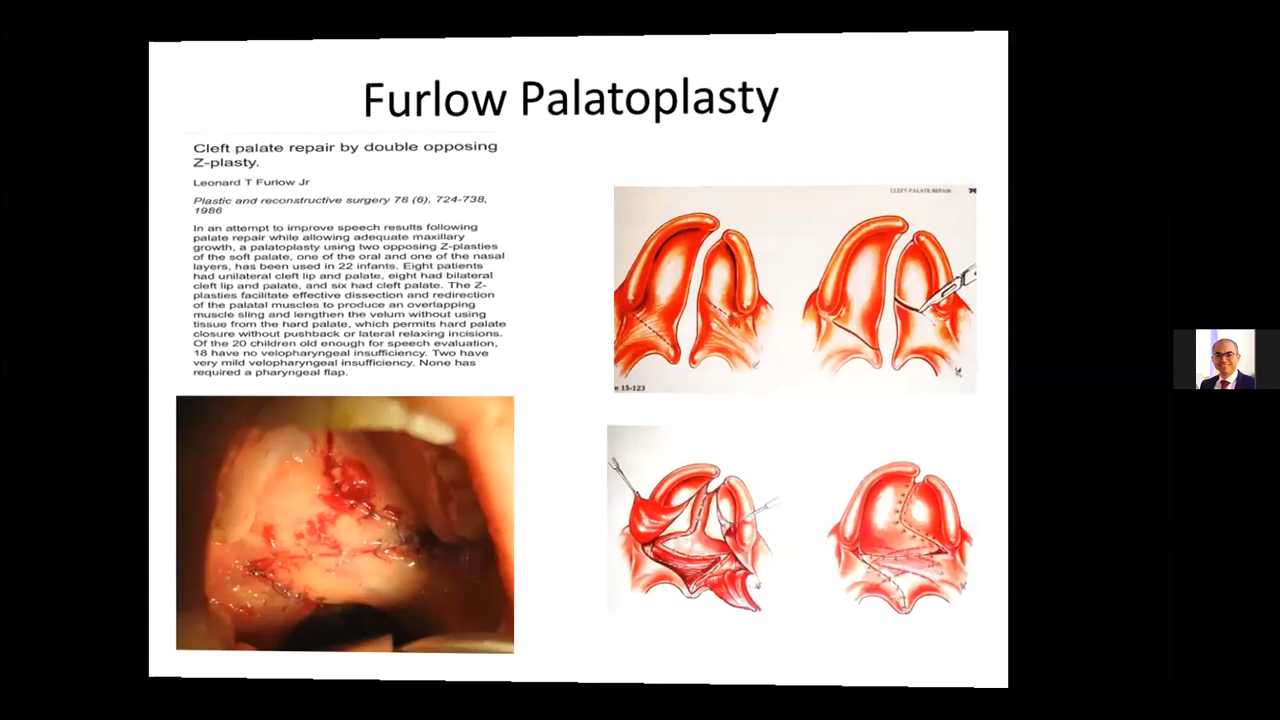 Furlow Palatoplasty
Cleft palate repair by double opposing
Z-plasty.
Leonard T Furlow Jr
Plastic and reconstructive surgery 78 (6), 724-738,
1986
In an attempt to improve speech results following
palate repair while allowing adequate maxillary
growth, a palatoplasty using two opposing Z-plasties
of the soft palate, one of the oral and one of the nasal
layers, has been used in 22 infants. Eight patients
had unilateral cleft lip and palate, eight had bilateral
cleft lip and palate, and six had cleft palate. The Z-
plasties facilitate effective dissection and redirection
of the palatal muscles to produce an overlapping
muscle sling and lengthen the velum without using
tissue from the hard palate, which permits hard palate
closure without pushback or lateral relaxing incisions.
Of the 20 children old enough for speech evaluation,
18 have no velopharyngeal insufficiency. Two have
very mild velopharyngeal insufficiency. None has
required a pharyngeal flap.
CLEFT-PALATE REPAIR
e 15-123